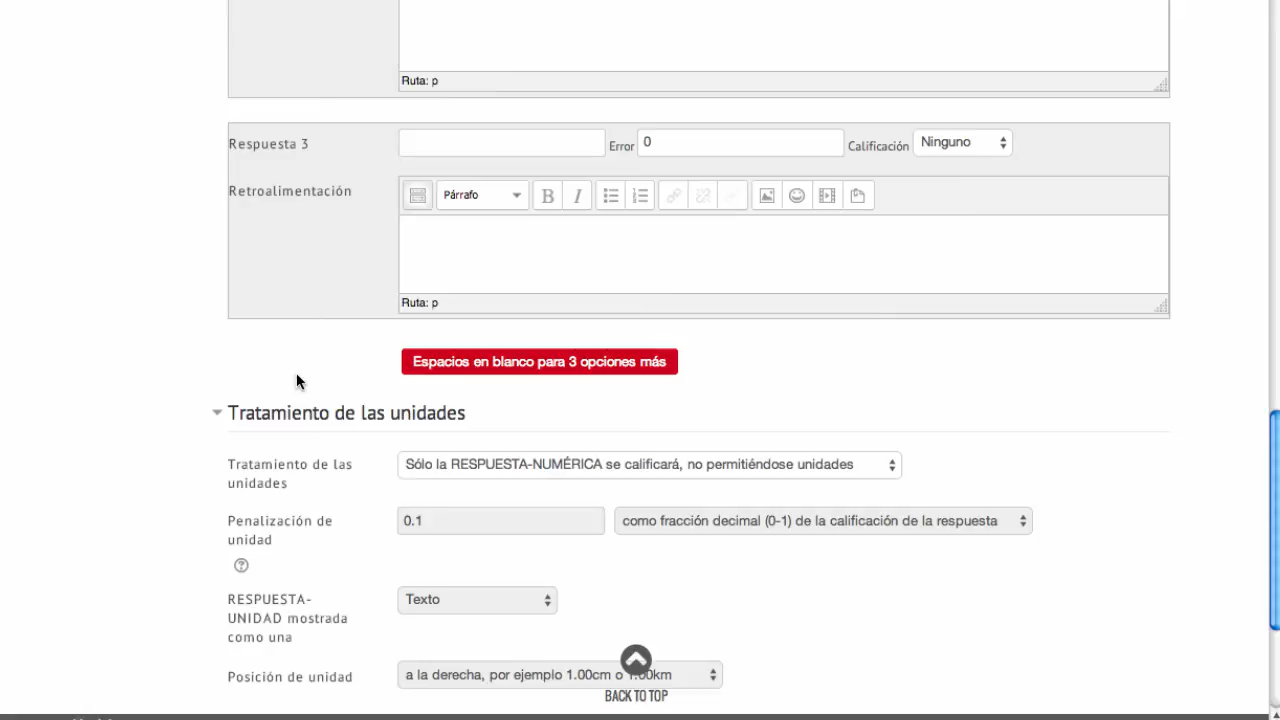 Ruta: p
Respuesta 3
Error
0
Calificación
Ninguno
Retroalimentación
Párrafo
B I
Ruta: p
Espacios en blanco para 3 opciones más
Tratamiento de las unidades
Tratamiento de las
unidades
Sólo la RESPUESTA-NUMÉRICA se calificará, no permitiéndose unidades
Penalización de
unidad
0.1
como fracción decimal (0-1) de la calificación de la respuesta
?
RESPUESTA-
UNIDAD mostrada
como una
Texto
Posición de unidad
a la derecha, por ejemplo 1.00cm o 1.00km
BACK TO TOP